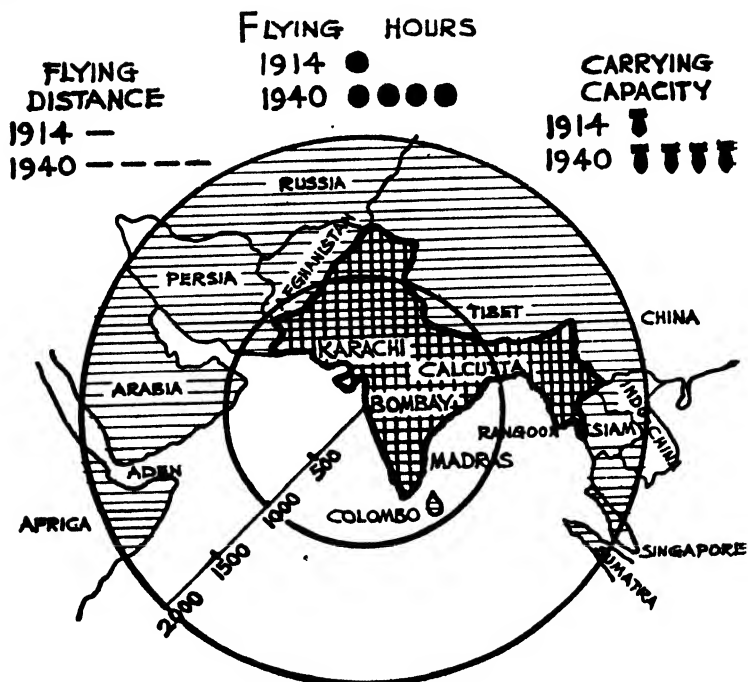 FLYING HOURS
1914
1940
FLYING
DISTANCE
1914
1940
CARRYING
CAPACITY
1914
1940
RUSSIA
AFGHANISTAN
PERSIA
TIBET
CHINA
KARACHI
CALCUTTA
ARABIA
BOMBAY
INDO CHINA
SIAM
RANGOON
MADRAS
ADEN
500
1000
1500
2000
COLOMBO
AFRICA
SINGAPORE
SUMATRA